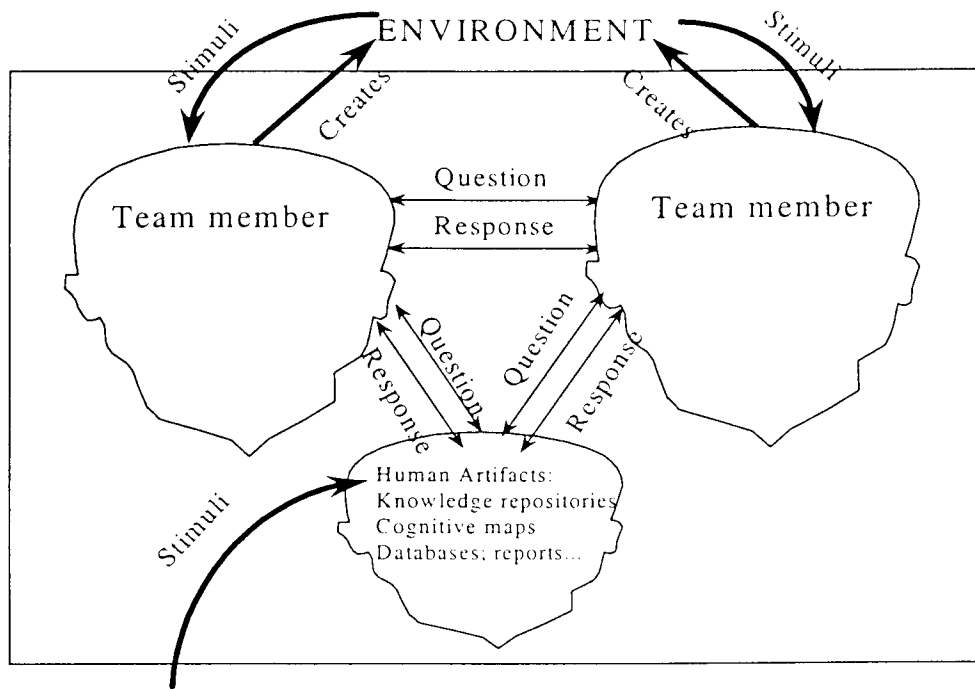 Stimuli
ENVIRONMENT
Stimuli
Creates
Creates
Team member
Question
Response
Team member
Question
Response
Question
Response
Human Artifacts:
Knowledge repositories
Cognitive maps
Databases; reports...
Stimuli